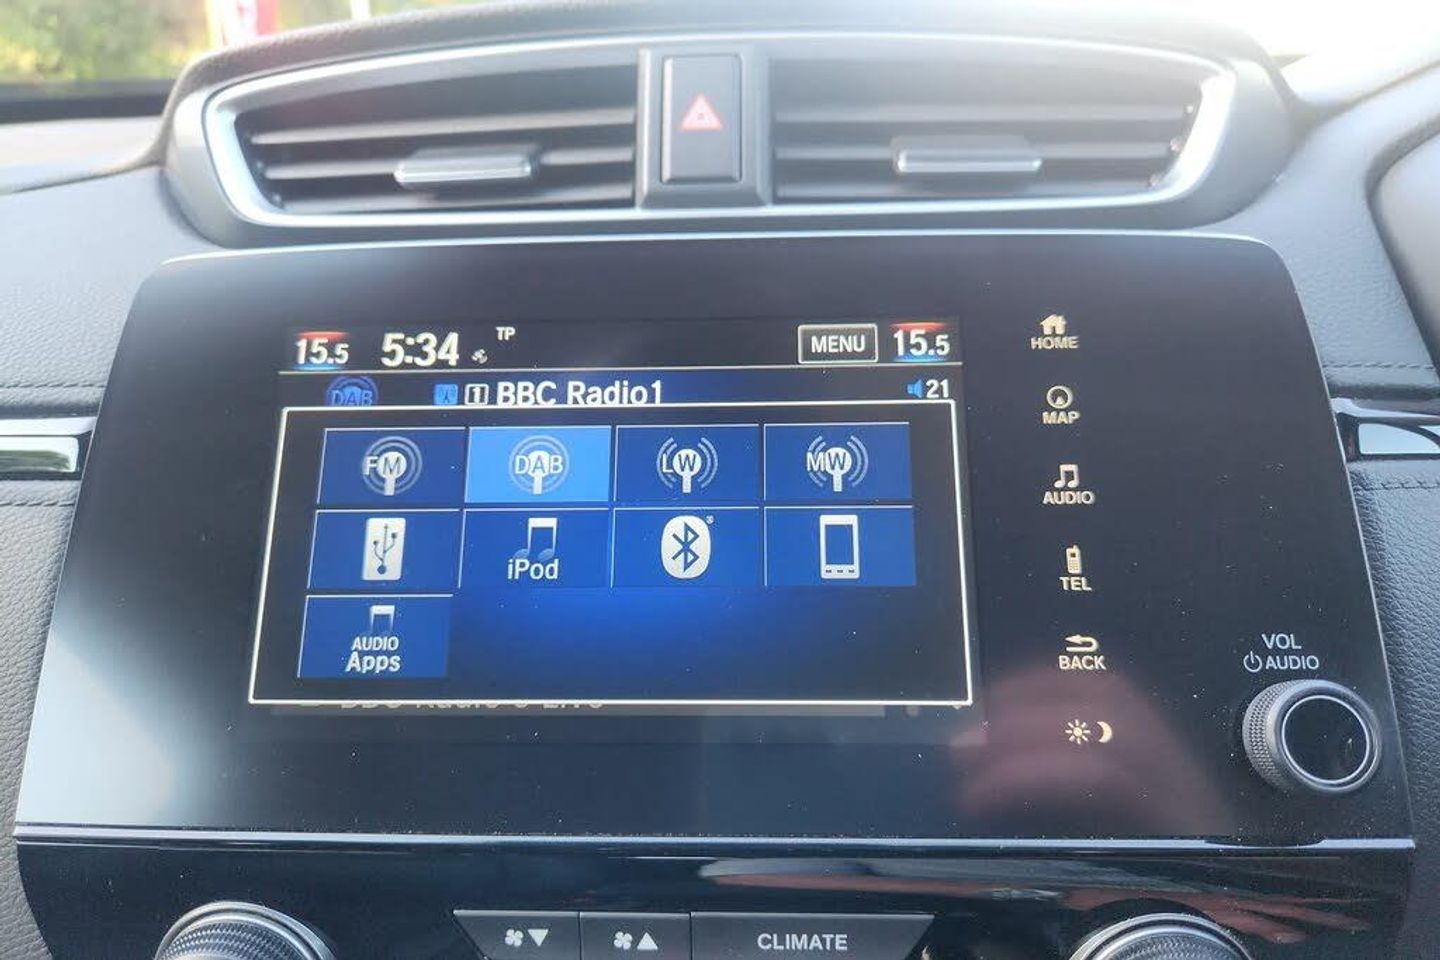 15.5 5:34 TP MENU 15.5
DAB 1 BBC Radio1 21
FM DAB LW MW
iPod
AUDIO
Apps
HOME
MAP
AUDIO
TEL
BACK
VOL
AUDIO
CLIMATE